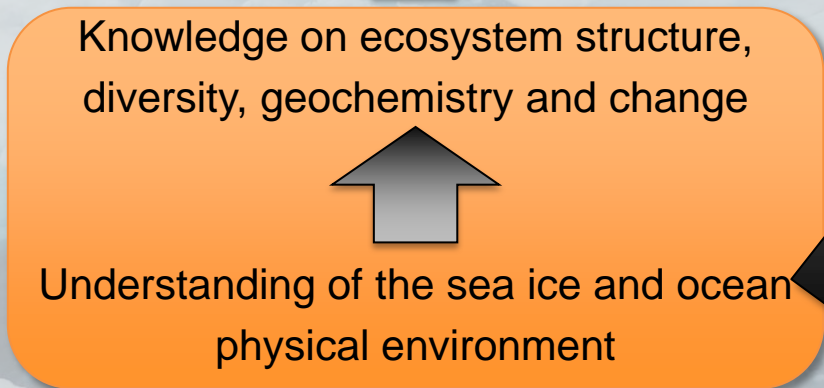 Knowledge on ecosystem structure,
diversity, geochemistry and change
Understanding of the sea ice and ocean
physical environment